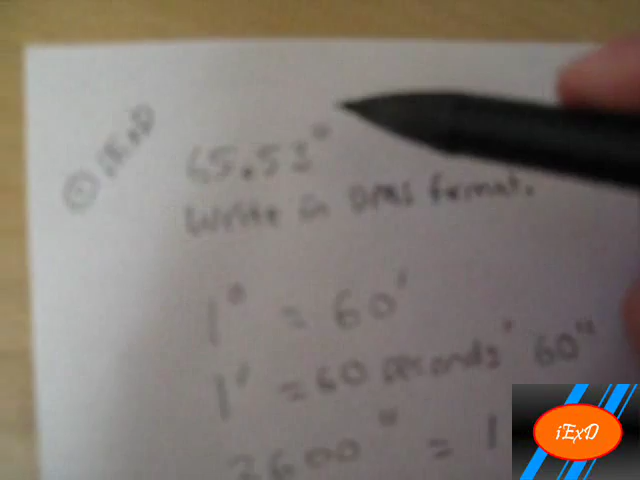 © iExD
65.53°
Write in DMS format.
1° = 60'
1' = 60 seconds" 60"
3600" = 1
iExD